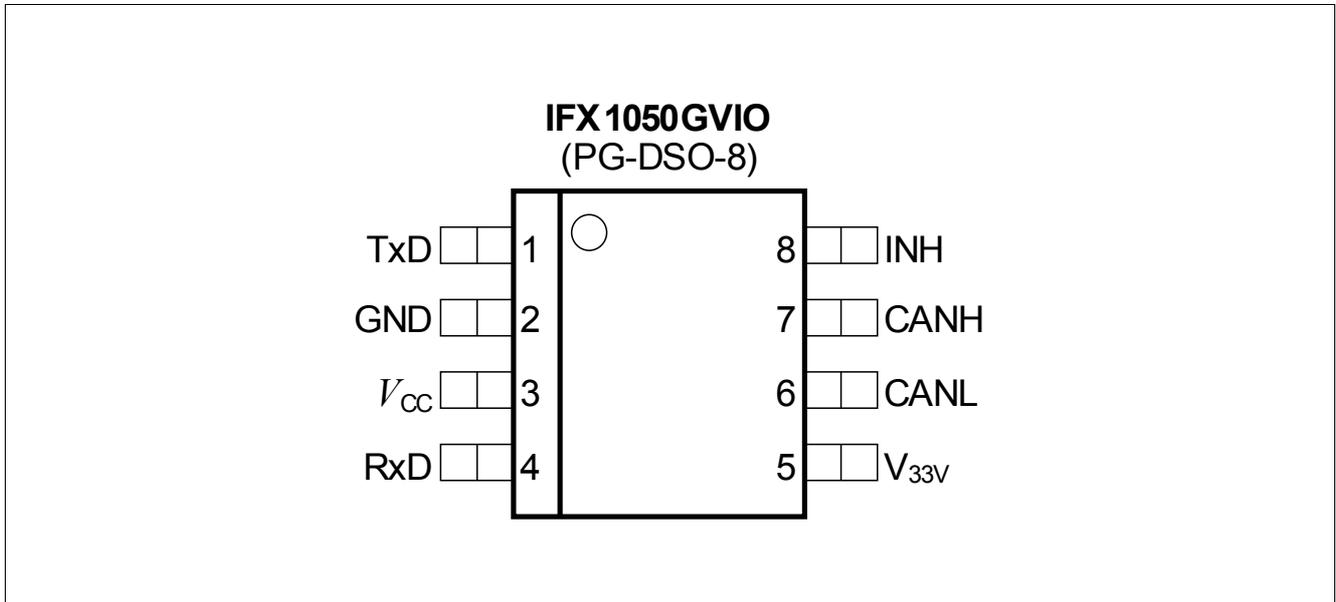 IFX1050GVIO
(PG-DSO-8)
TxD 1 8 INH
GND 2 7 CANH
VCC 3 6 CANL
RxD 4 5 V33V